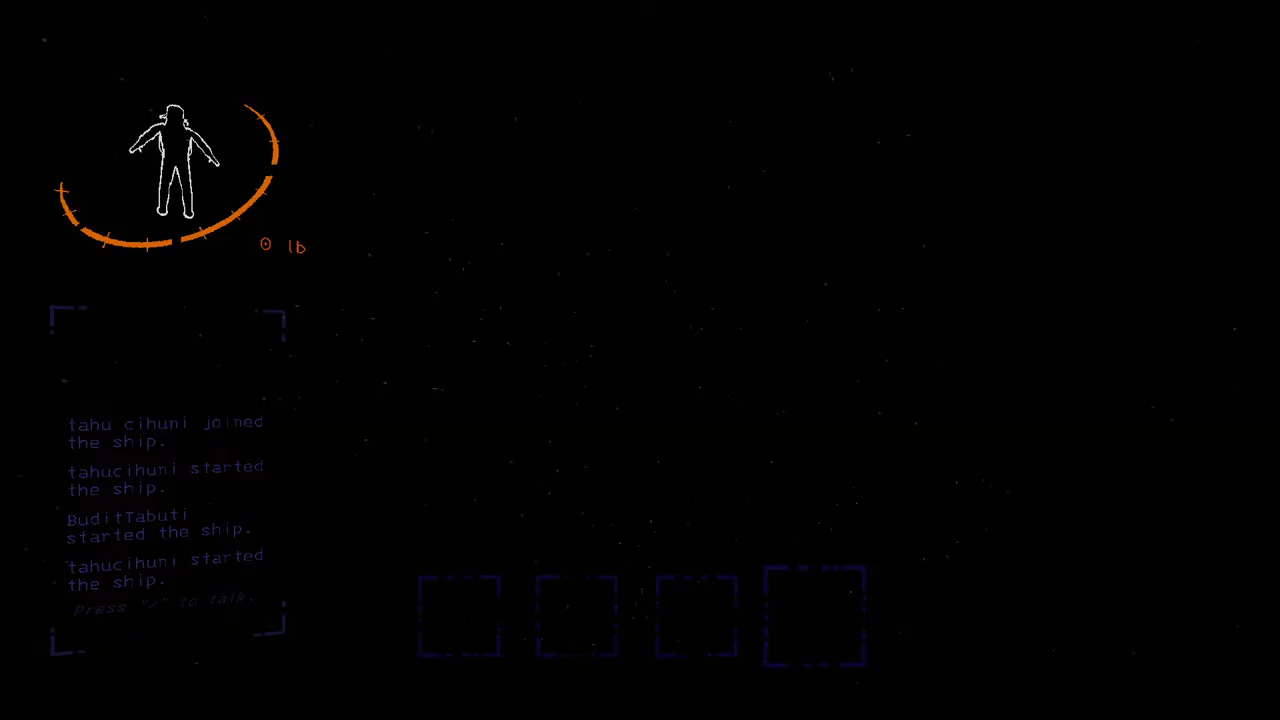 0 lb
tahu cihuni joined
the ship.
tahucihuni started
the ship.
BuditTabuti
started the ship.
tahucihuni started
the ship.
Press "/" to talk.